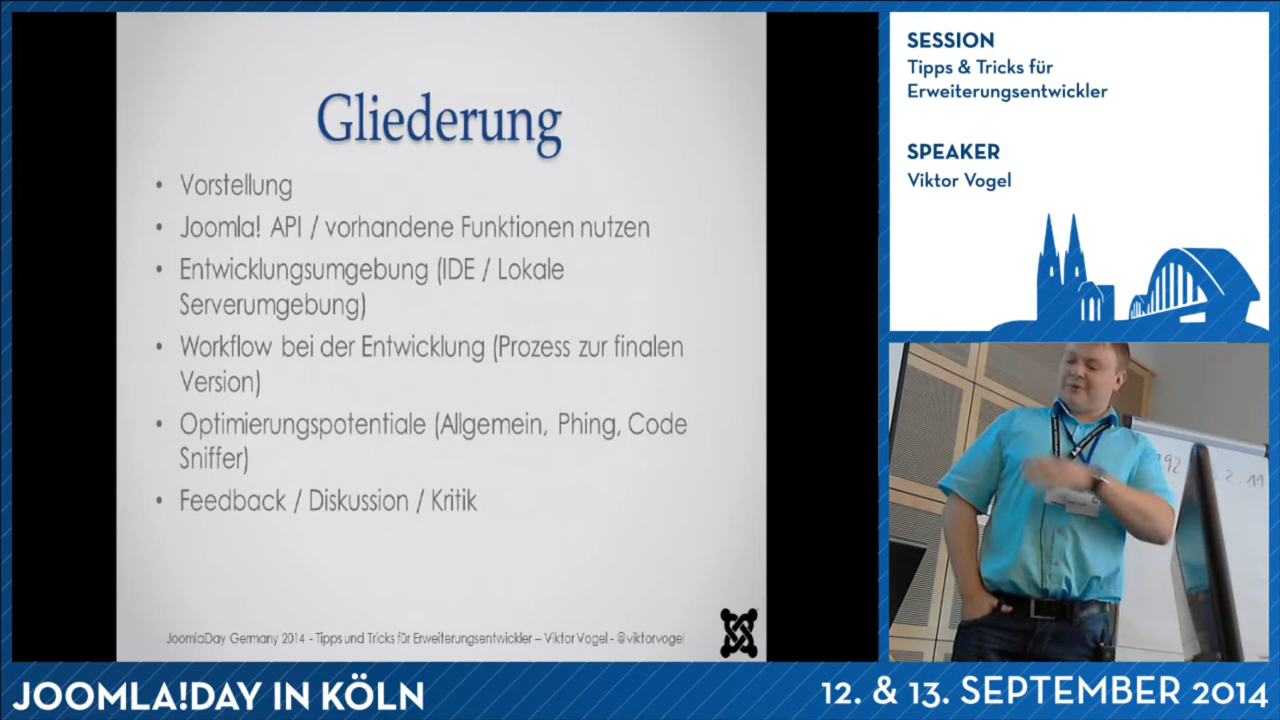 Gliederung
• Vorstellung
• Joomla! API / vorhandene Funktionen nutzen
• Entwicklungsumgebung (IDE / Lokale
Serverumgebung)
• Workflow bei der Entwicklung (Prozess zur finalen
Version)
• Optimierungspotentiale (Allgemein, Phing, Code
Sniffer)
• Feedback / Diskussion / Kritik
JoomlaDay Germany 2014 - Tipps und Tricks für Erweiterungsentwickler – Viktor Vogel - @viktorvogel
SESSION
Tipps & Tricks für
Erweiterungsentwickler
SPEAKER
Viktor Vogel
JOOMLA!DAY IN KÖLN
12. & 13. SEPTEMBER 2014